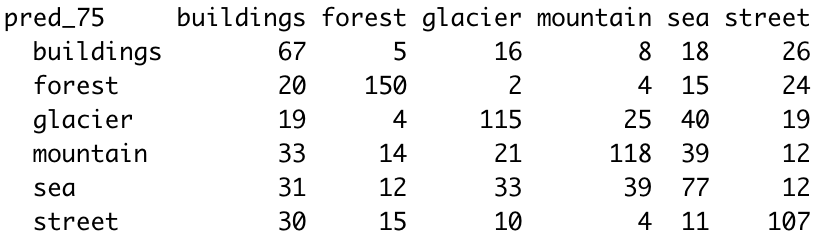 pred_75 buildings forest glacier mountain sea street
buildings 67 5 16 8 18 26
forest 20 150 2 4 15 24
glacier 19 4 115 25 40 19
mountain 33 14 21 118 39 12
sea 31 12 33 39 77 12
street 30 15 10 4 11 107